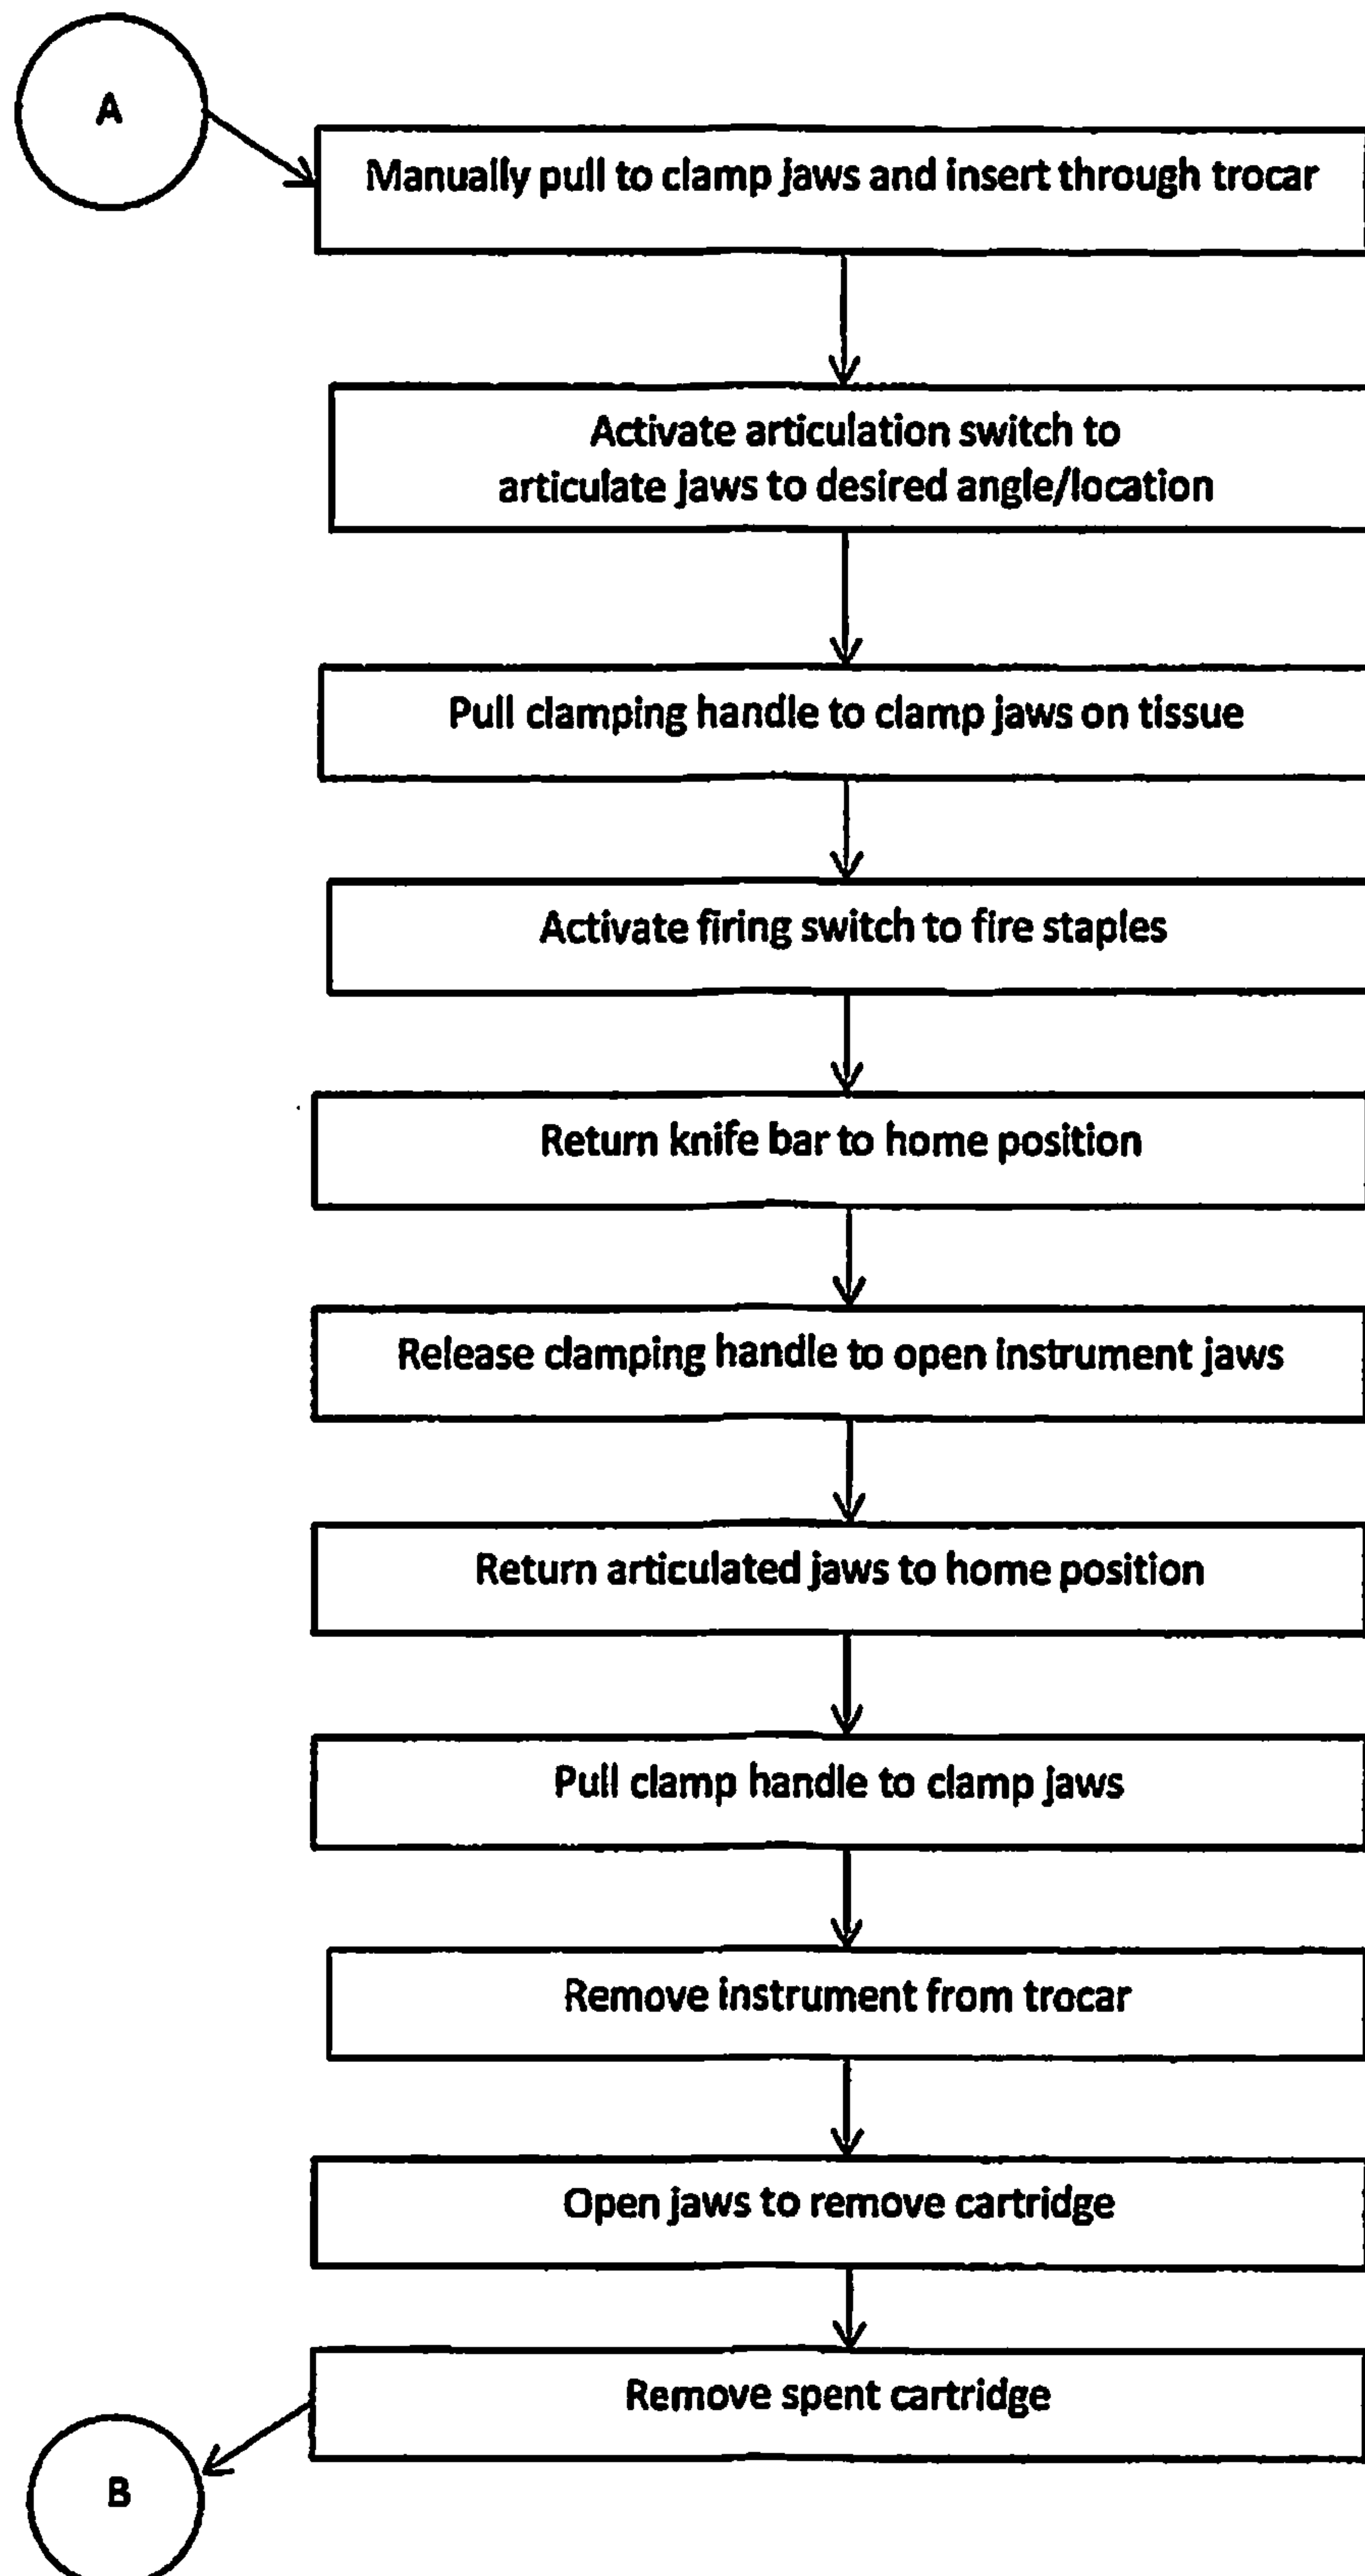 A
Manually pull to clamp jaws and insert through trocar
Activate articulation switch to
articulate jaws to desired angle/location
Pull clamping handle to clamp jaws on tissue
Activate firing switch to fire staples
Return knife bar to home position
Release clamping handle to open instrument jaws
Return articulated jaws to home position
Pull clamp handle to clamp jaws
Remove instrument from trocar
Open jaws to remove cartridge
Remove spent cartridge
B